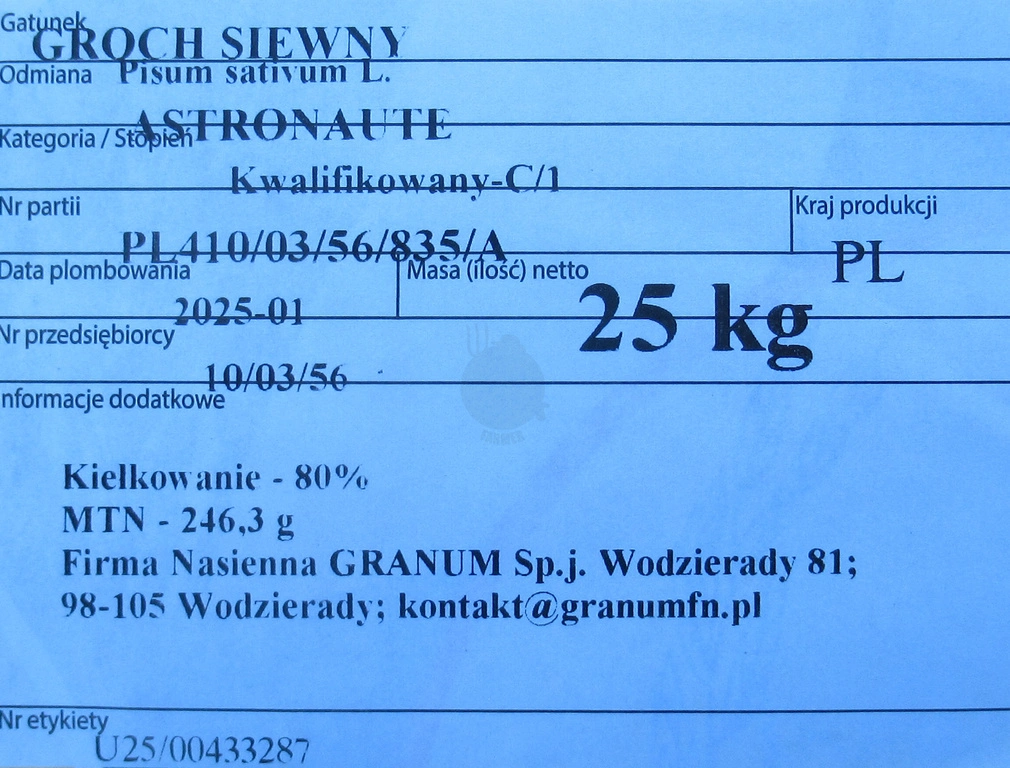 Gatunek
GROCH SIEWNY
Odmiana Pisum sativum L.
ASTRONAUTE
Kategoria / Stopień
Kwalifikowany-C/1
Nr partii
Kraj produkcji
PL410/03/56/835/A
PL
Data plombowania
Masa (ilość) netto
2025-01
25 kg
Nr przedsiębiorcy
10/03/56
nformacje dodatkowe
Kiełkowanie - 80%
MTN - 246,3 g
Firma Nasienna GRANUM Sp.j. Wodzierady 81;
98-105 Wodzierady; kontakt@granumfn.pl
Nr etykiety
U25/00433287